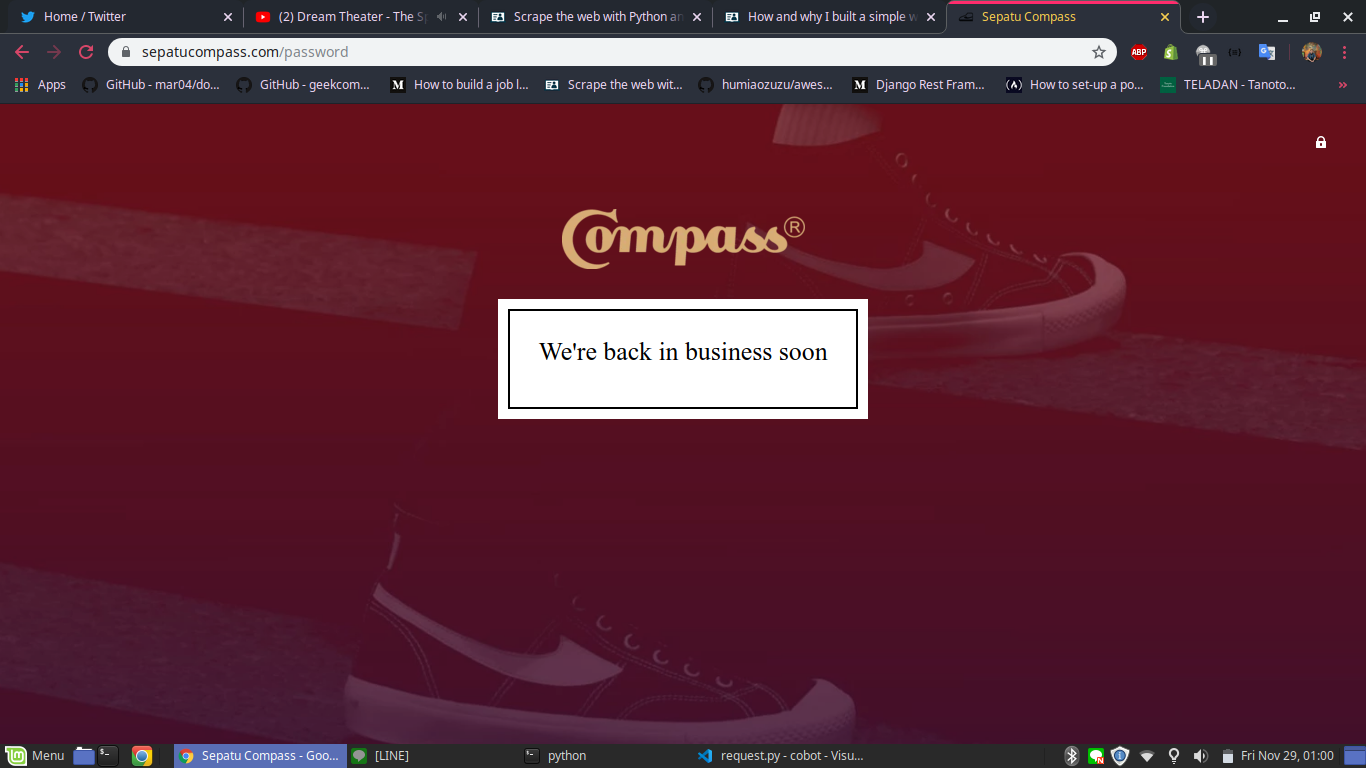 Home / Twitter
(2) Dream Theater - The Sp
Scrape the web with Python an
How and why I built a simple w
Sepatu Compass
sepatucompass.com/password
ABP
Apps
GitHub - mar04/do...
GitHub - geekcom...
How to build a job l...
Scrape the web wit...
humiaozuzu/awes...
Django Rest Fram...
How to set-up a po...
TELADAN - Tanoto...
Compass®
We're back in business soon
Menu
Sepatu Compass - Goo...
[LINE]
python
request.py - cobot - Visu...
Fri Nov 29, 01:00